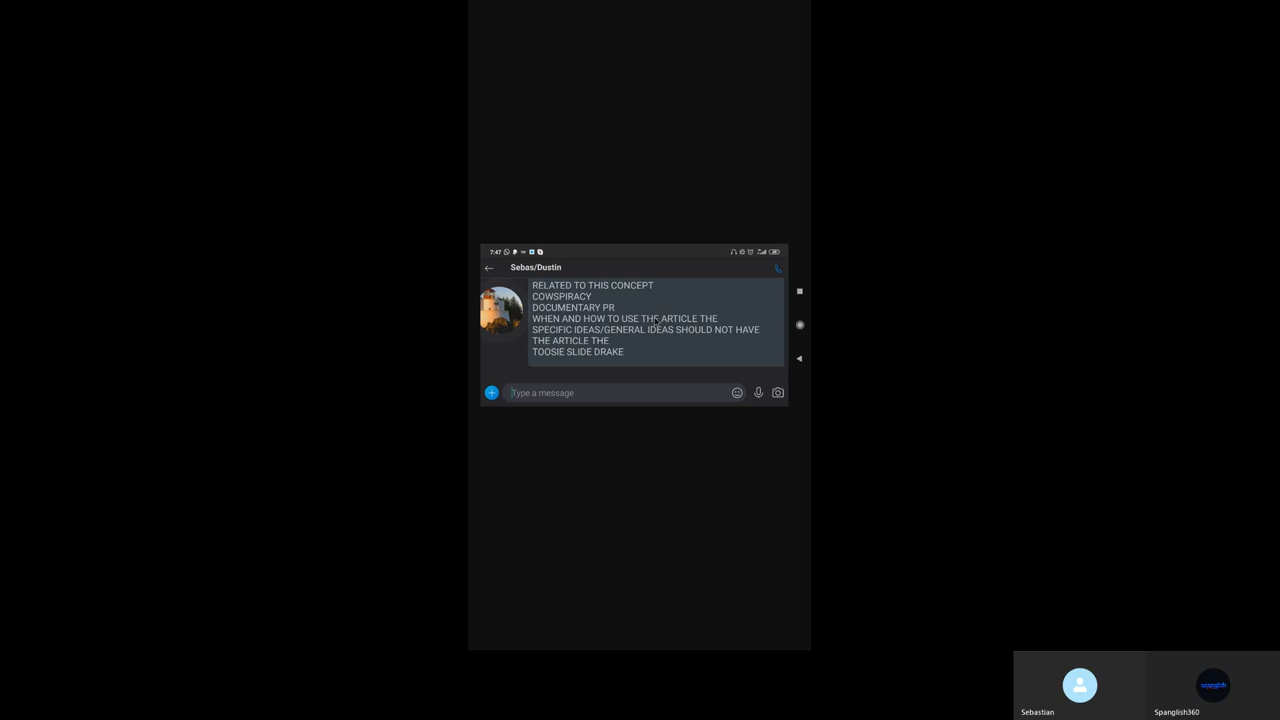 7:47
Sebas/Dustin
RELATED TO THIS CONCEPT
COWSPIRACY
DOCUMENTARY PR
WHEN AND HOW TO USE THE ARTICLE THE
SPECIFIC IDEAS/GENERAL IDEAS SHOULD NOT HAVE
THE ARTICLE THE
TOOSIE SLIDE DRAKE
Type a message
Sebastian
spanglish
Spanglish360